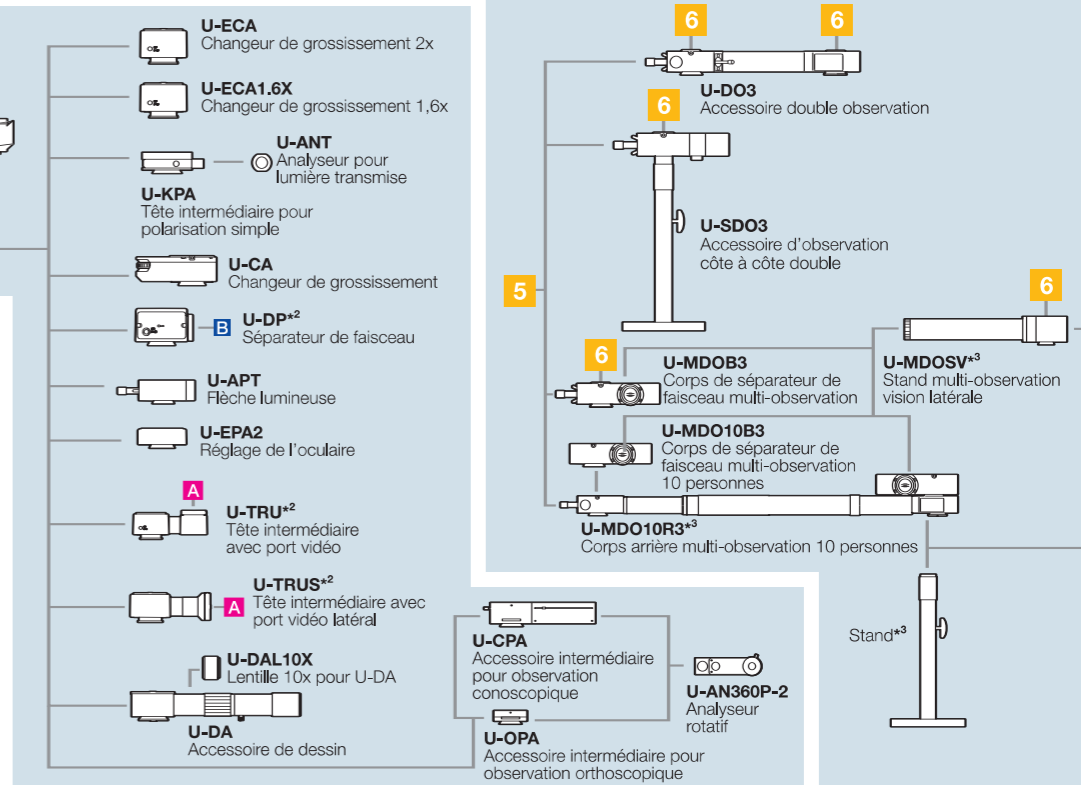 U-ECA
Changeur de grossissement 2x
U-ECA1.6X
Changeur de grossissement 1,6x
U-ANT
Analyseur pour
lumière transmise
U-KPA
Tête intermédiaire pour
polarisation simple
U-CA
Changeur de grossissement
B
U-DP*2
Séparateur de faisceau
U-APT
Flèche lumineuse
U-EPA2
Réglage de l'oculaire
A
U-TRU*2
Tête intermédiaire
avec port vidéo
A
U-TRUS*2
Tête intermédiaire avec
port vidéo latéral
U-DAL10X
Lentille 10x pour U-DA
U-DA
Accessoire de dessin
U-CPA
Accessoire intermédiaire
pour observation
conoscopique
U-AN360P-2
Analyseur
rotatif
U-OPA
Accessoire intermédiaire pour
observation orthoscopique
6
6
U-DO3
Accessoire double observation
6
U-SDO3
Accessoire d'observation
côte à côte double
5
6
U-MDOB3
Corps de séparateur de
faisceau multi-observation
6
U-MDOSV*3
Stand multi-observation
vision latérale
U-MDO10B3
Corps de séparateur de
faisceau multi-observation
10 personnes
U-MDO10R3*3
Corps arrière multi-observation 10 personnes
Stand*3